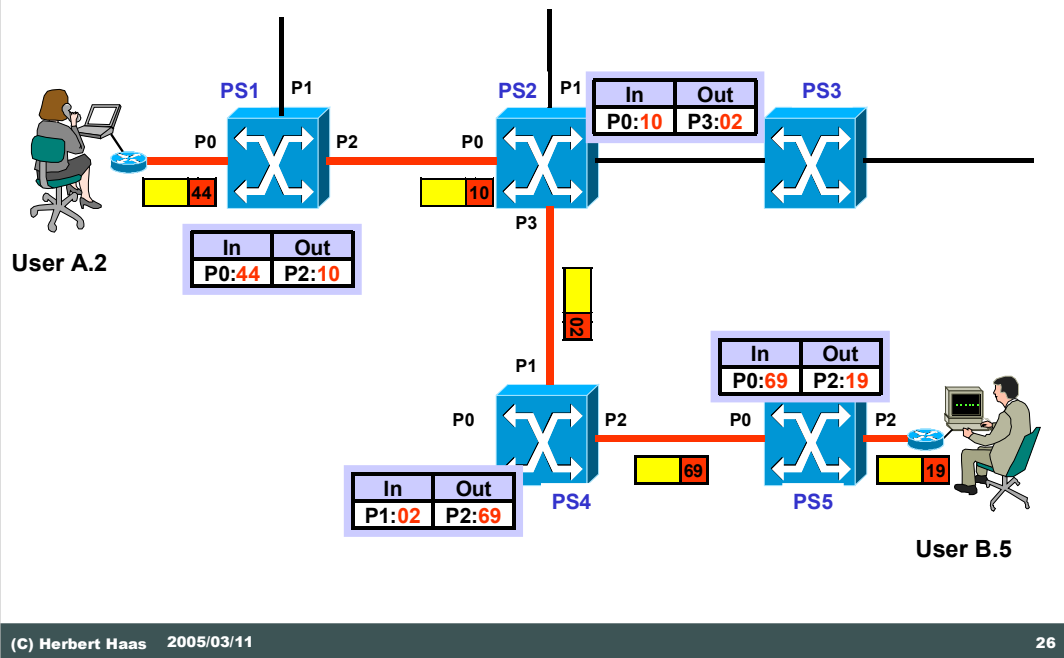 PS1
P1
PS2
P1
In Out
P0:10 P3:02
PS3
P0
P2
P0
44
10
P3
User A.2
In Out
P0:44 P2:10
02
P1
In Out
P0:69 P2:19
P0
P2
P0
P2
69
19
In Out
P1:02 P2:69
PS4
PS5
User B.5
(C) Herbert Haas 2005/03/11 26